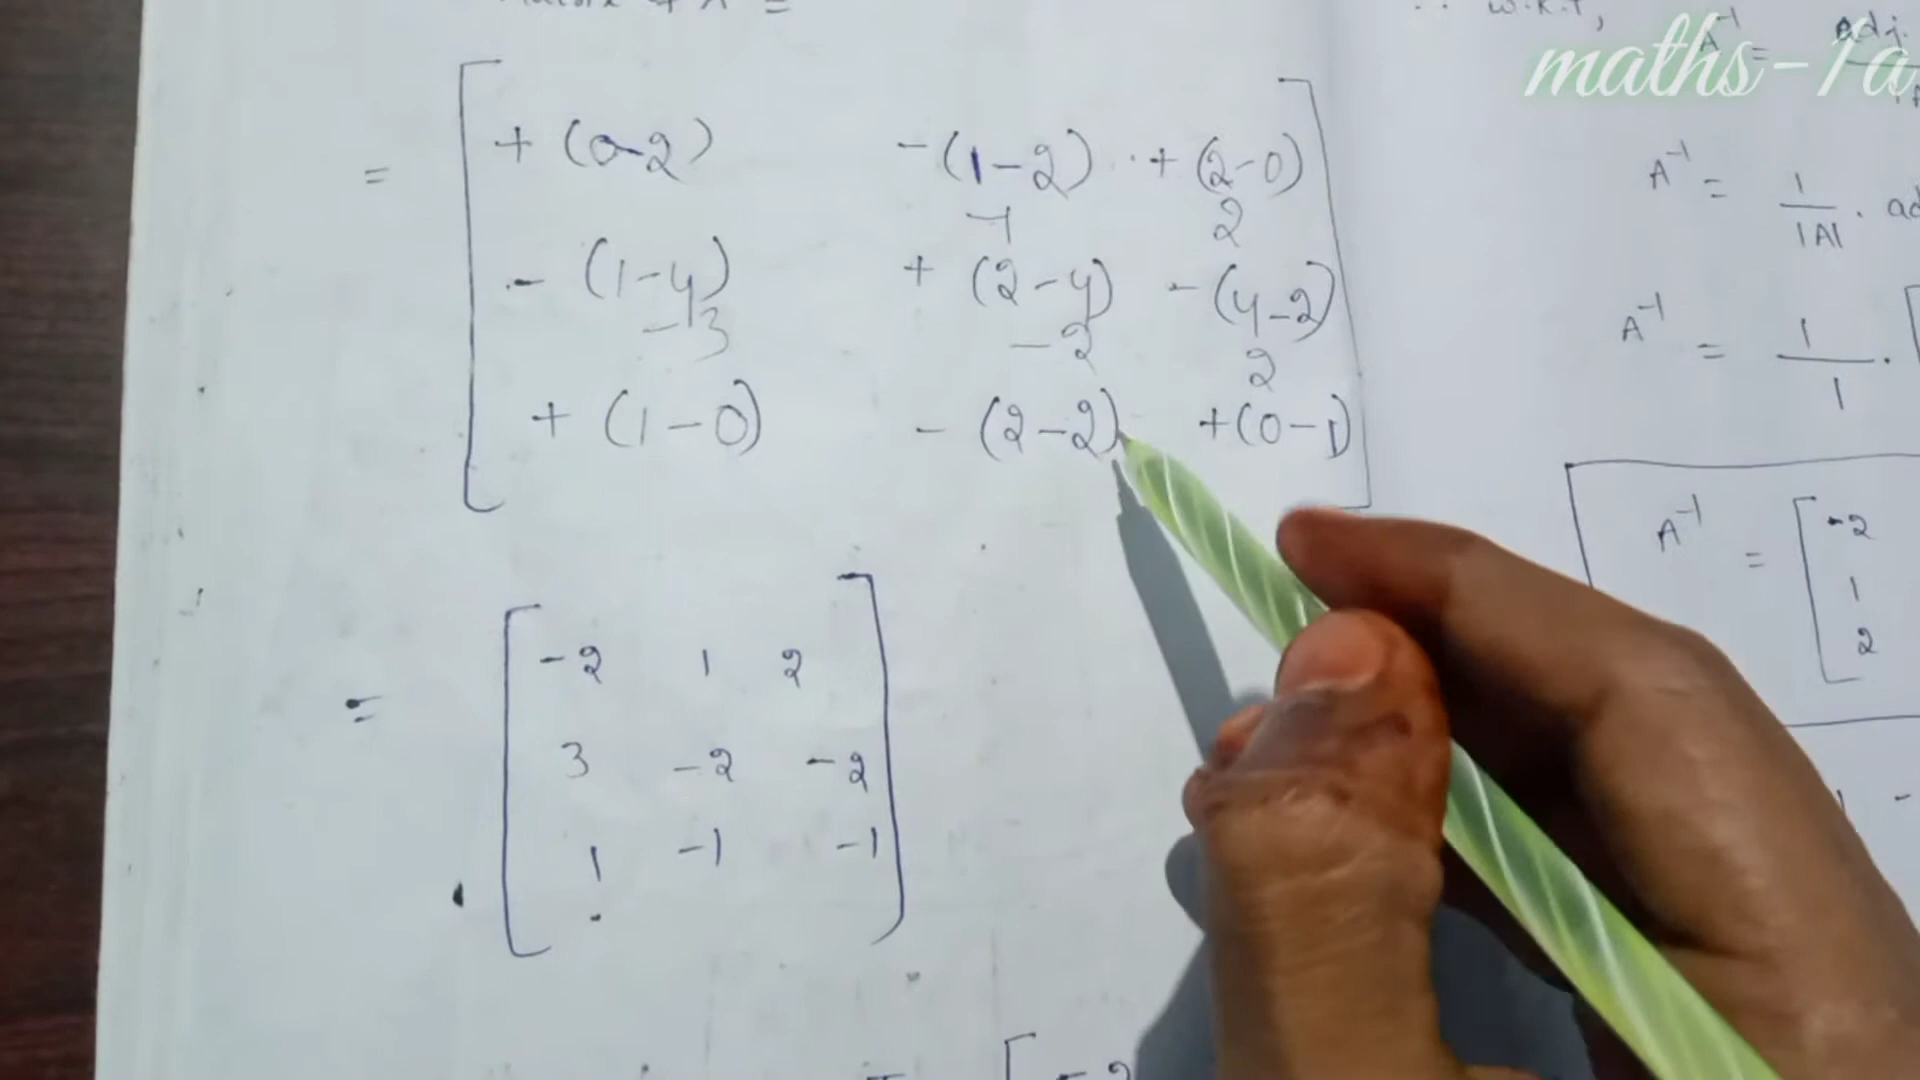 w.k.T,
A⁻¹ = adj.
maths-1a
= + (0-2) -(1-2) + (2-0)
-1 2
- (1-4) + (2-4) -(4-2)
-3 -2 2
+ (1-0) - (2-2) +(0-1)
= -2 1 2
3 -2 -2
1 -1 -1
A⁻¹ = 1/|A| . ad
A⁻¹ = 1/1 .
A⁻¹ = -2
1
2